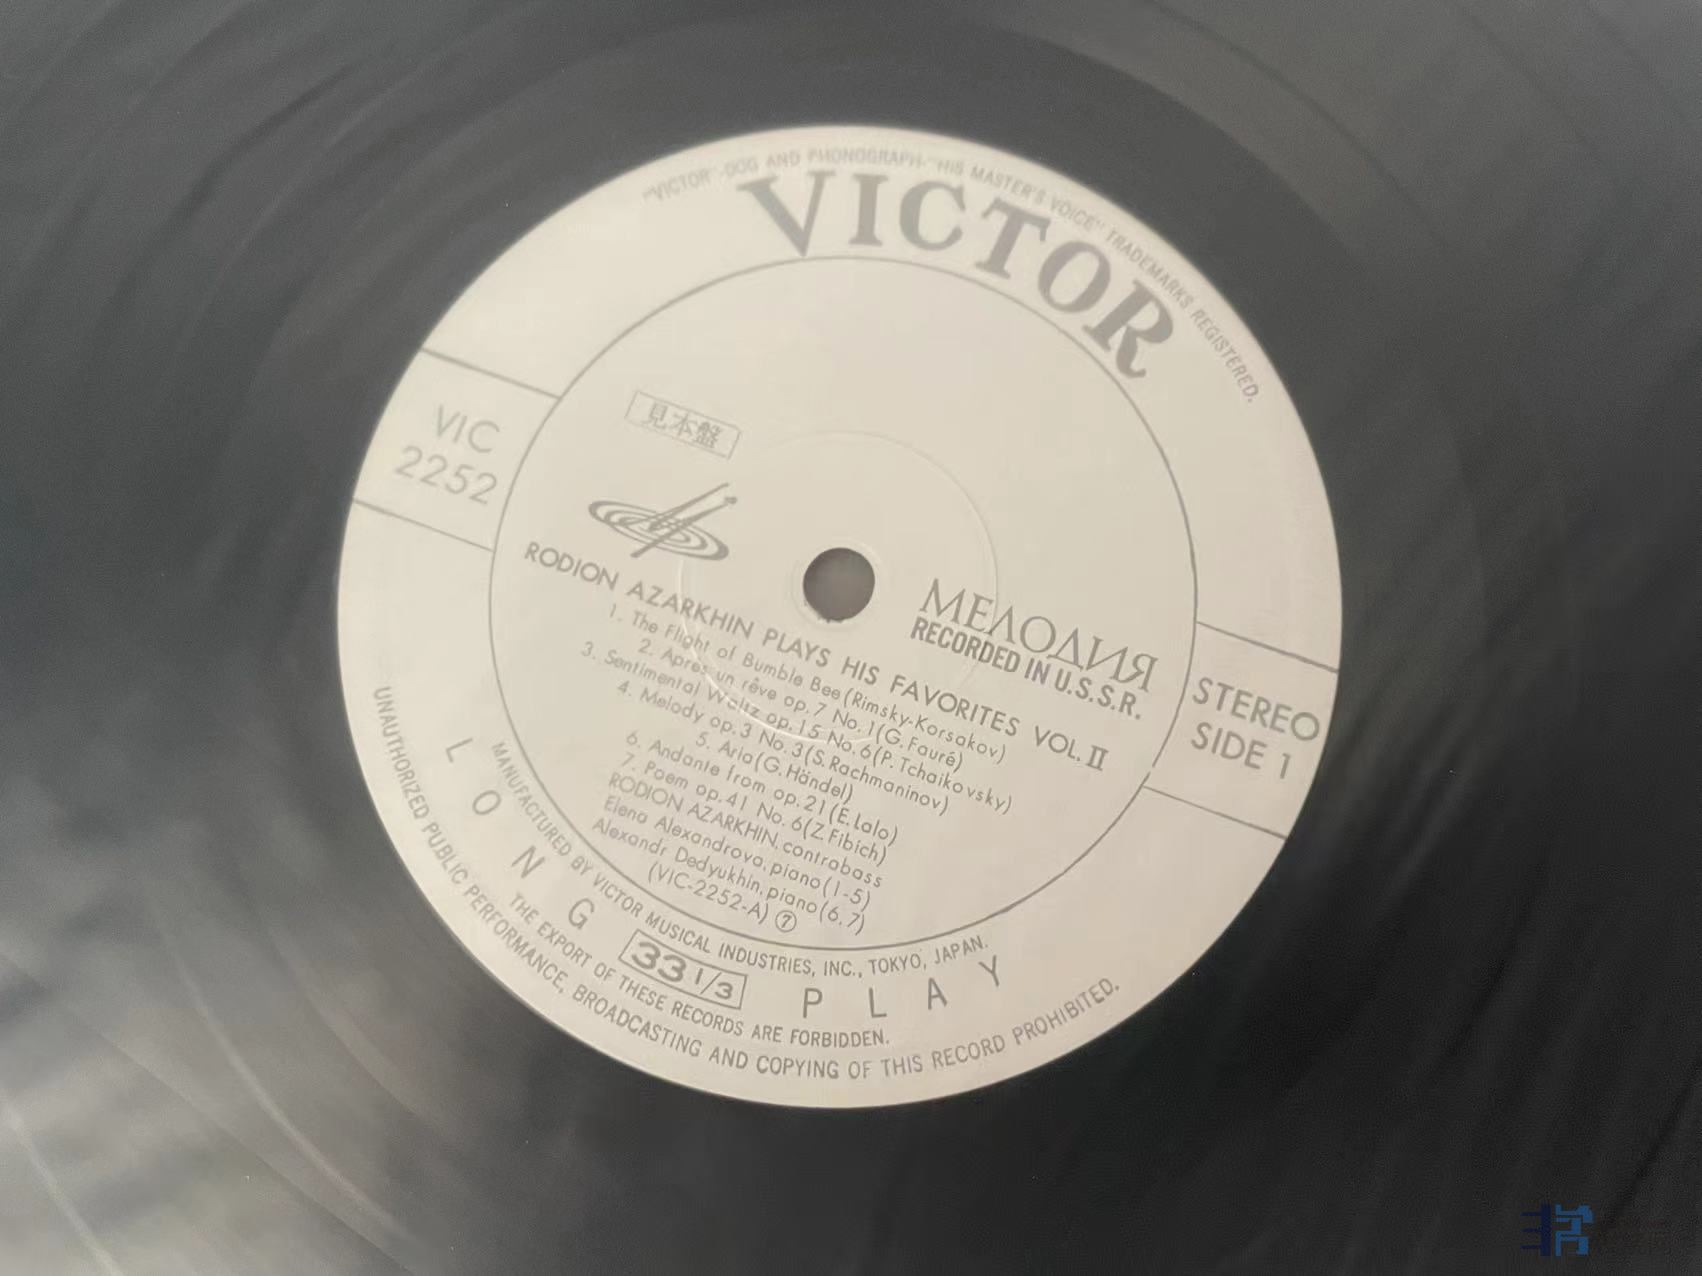 "VICTOR"-DOG AND PHONOGRAPH-"HIS MASTER'S VOICE" TRADEMARKS REGISTERED.
VICTOR
見本盤
VIC
2252
МЕЛОДИЯ
RECORDED IN U.S.S.R.
STEREO
SIDE 1
RODION AZARKHIN PLAYS HIS FAVORITES VOL. II
1. The Flight of Bumble Bee (Rimsky-Korsakov)
2. Apres un rêve op. 7 No. 1 (G. Fauré)
3. Sentimental Waltz op. 15 No. 6 (P. Tchaikovsky)
4. Melody op. 3 No. 3 (S. Rachmaninov)
5. Aria (G. Händel)
6. Andante from op. 21 (E. Lalo)
7. Poem op. 41 No. 6 (Z. Fibich)
RODION AZARKHIN, contrabass
Elena Alexandrova, piano (1-5)
Alexandr Dedyukhin, piano (6. 7)
(VIC-2252-A) ⑦
MANUFACTURED BY VICTOR MUSICAL INDUSTRIES, INC., TOKYO, JAPAN.
LONG 33 1/3 PLAY
THE EXPORT OF THESE RECORDS ARE FORBIDDEN.
UNAUTHORIZED PUBLIC PERFORMANCE, BROADCASTING AND COPYING OF THIS RECORD PROHIBITED.